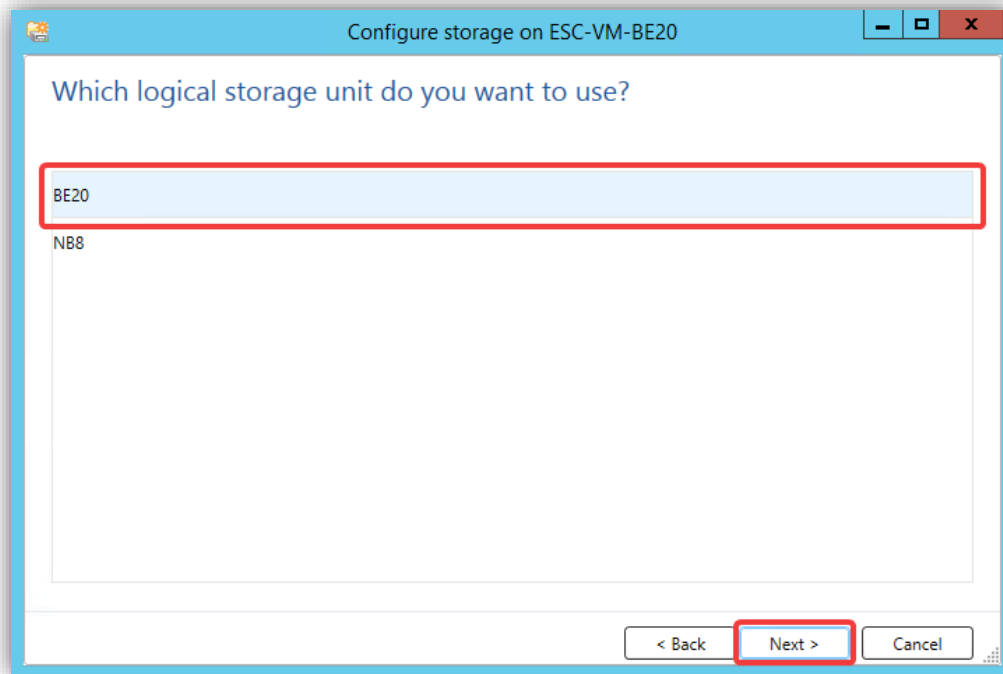 Configure storage on ESC-VM-BE20
Which logical storage unit do you want to use?
BE20
NB8
< Back
Next >
Cancel